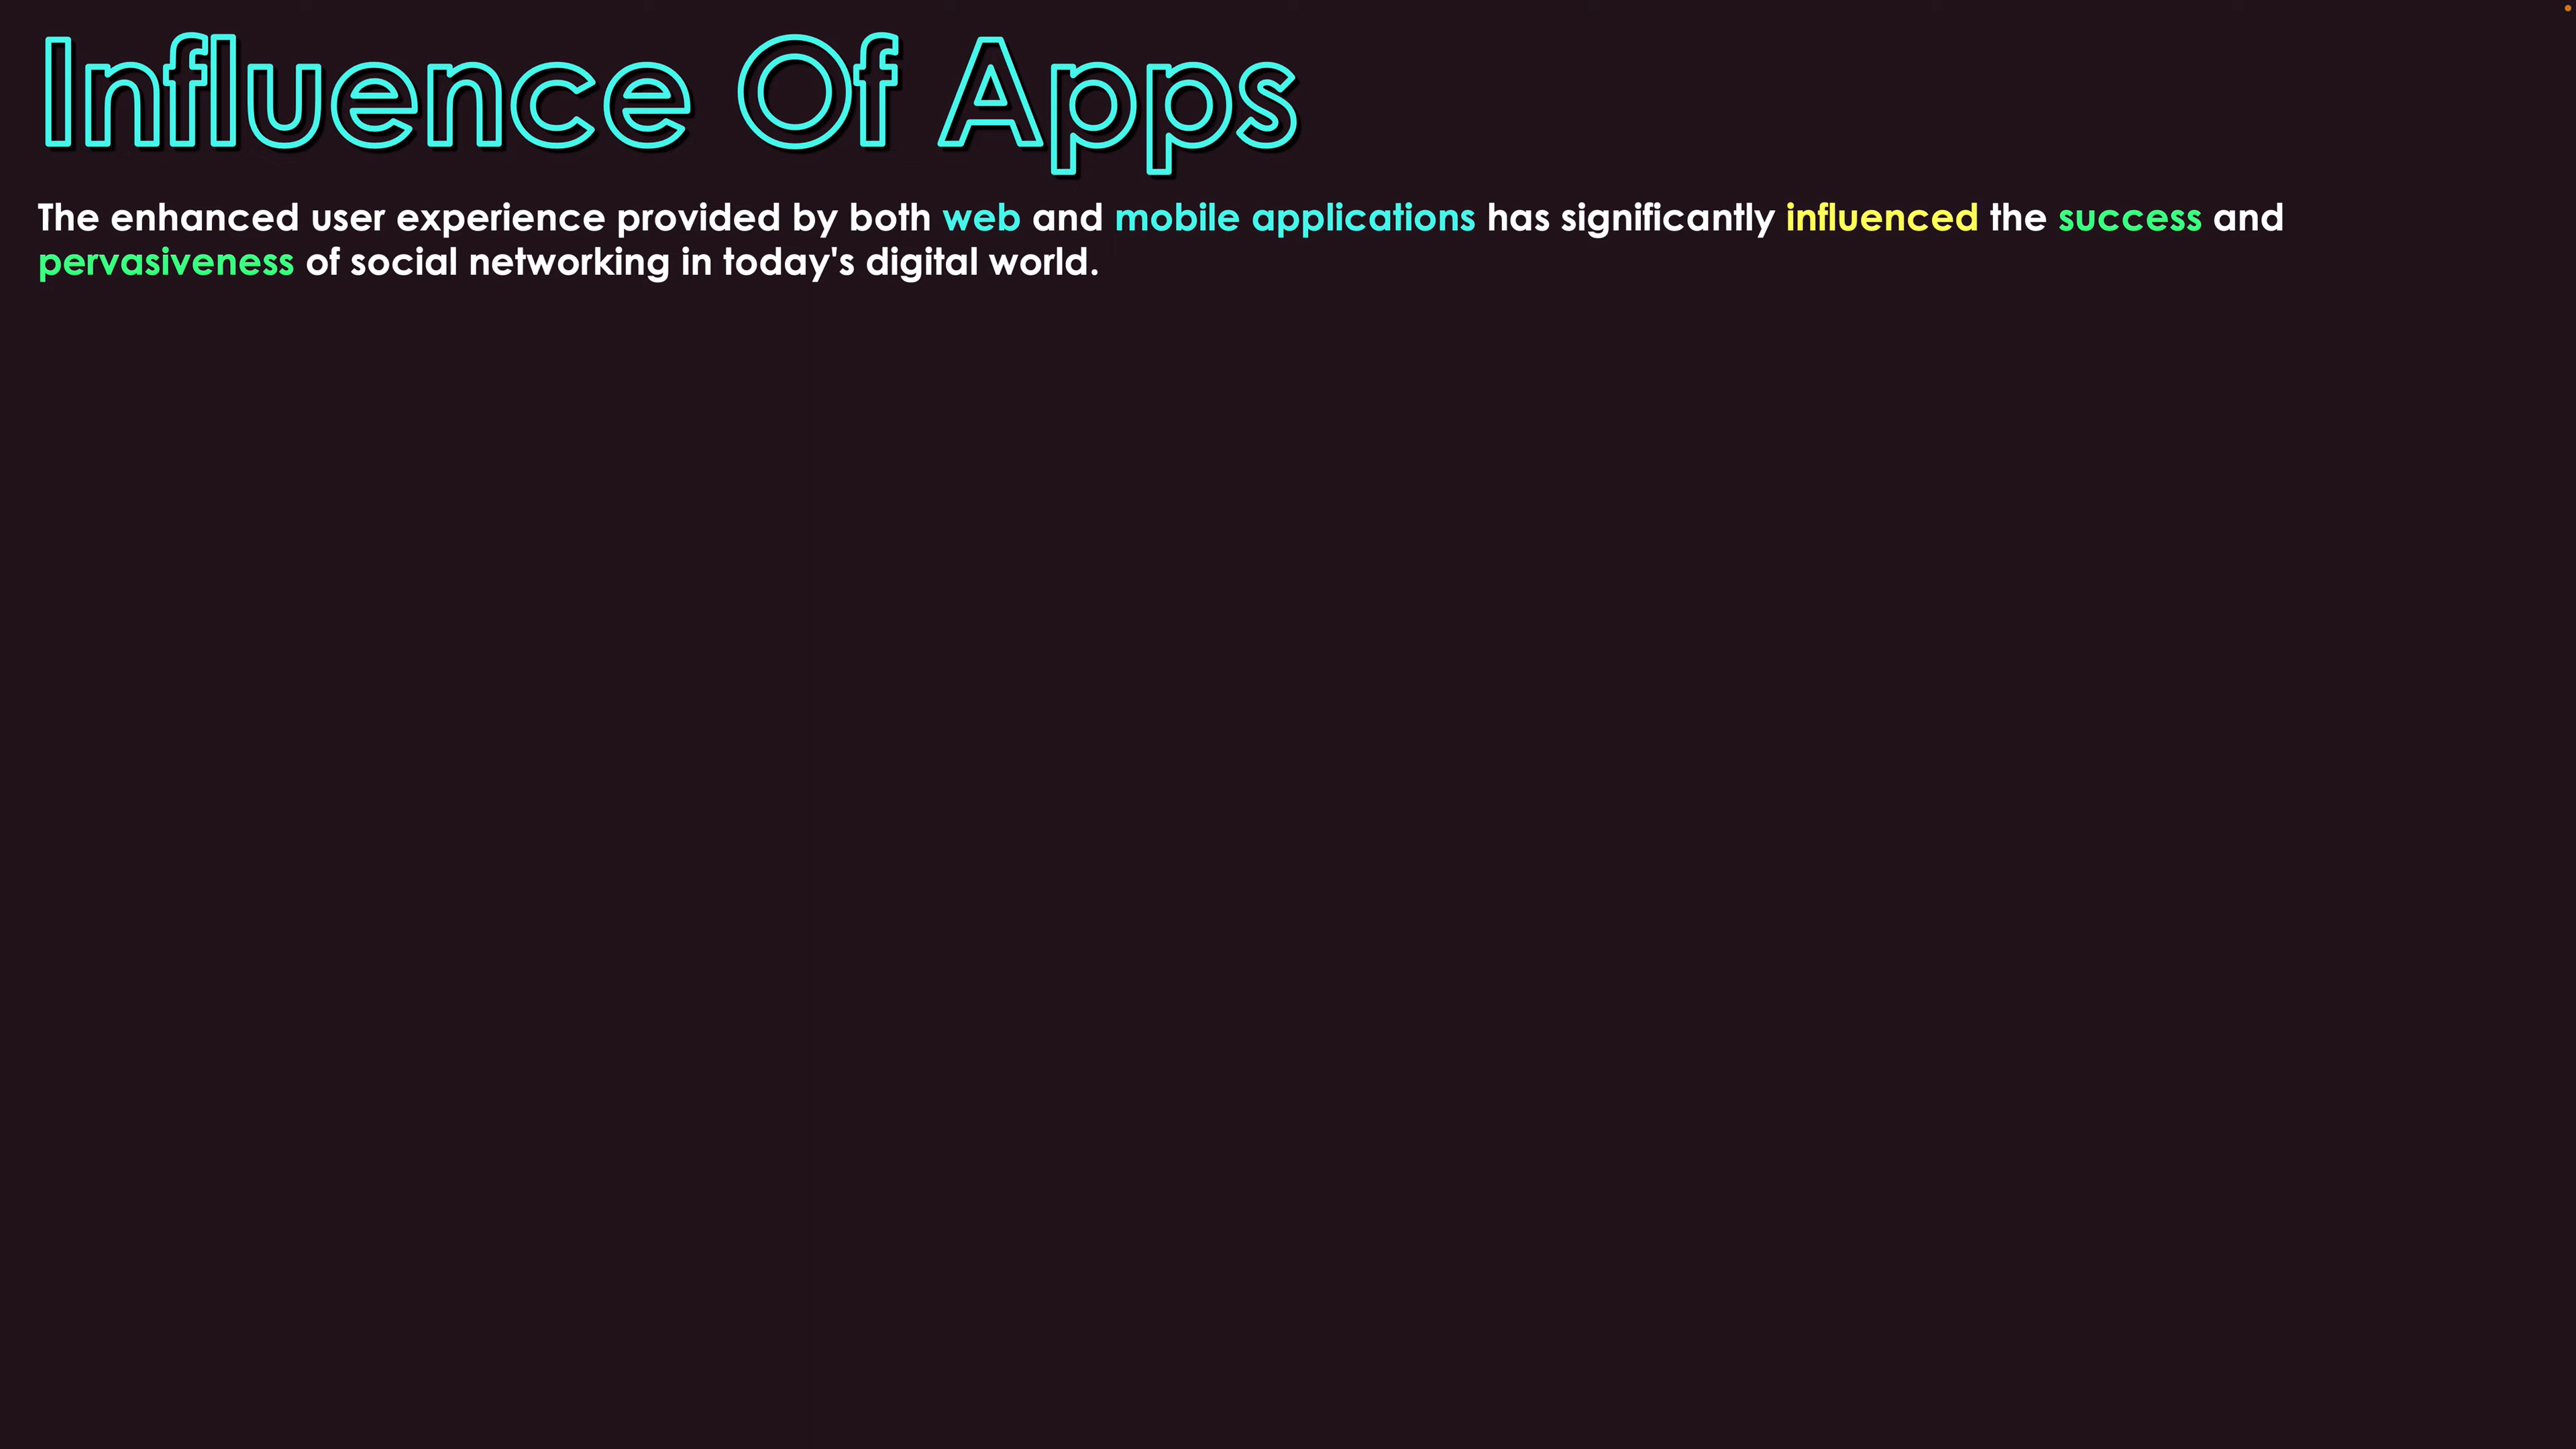 Influence Of Apps
The enhanced user experience provided by both web and mobile applications has significantly influenced the success and
pervasiveness of social networking in today's digital world.